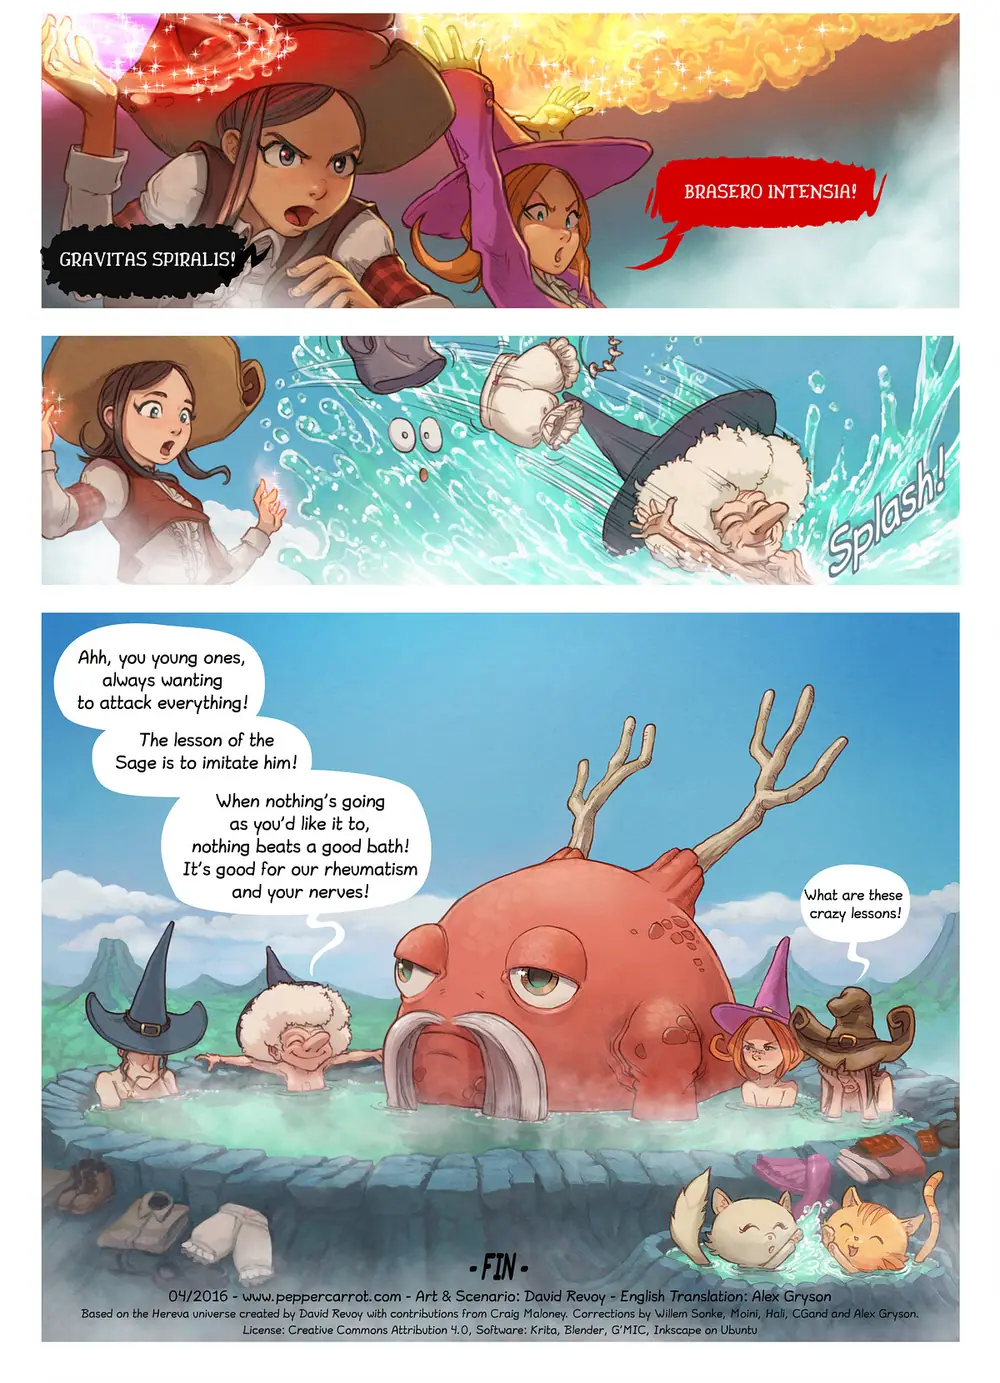 GRAVITAS SPIRALIS!
BRASERO INTENSIA!
Splash!
Ahh, you young ones,
always wanting
to attack everything!
The lesson of the
Sage is to imitate him!
When nothing's going
as you'd like it to,
nothing beats a good bath!
It's good for our rheumatism
and your nerves!
What are these
crazy lessons!
- FIN -
04/2016 - www.peppercarrot.com - Art & Scenario: David Revoy - English Translation: Alex Gryson
Based on the Hereva universe created by David Revoy with contributions from Craig Maloney. Corrections by Willem Sonke, Moini, Hali, CGand and Alex Gryson.
License: Creative Commons Attribution 4.0, Software: Krita, Blender, G'MIC, Inkscape on Ubuntu